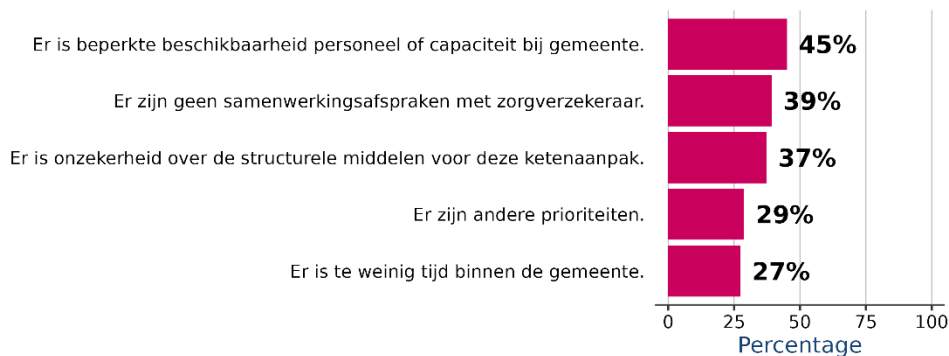 Er is beperkte beschikbaarheid personeel of capaciteit bij gemeente. 45%
Er zijn geen samenwerkingsafspraken met zorgverzekeraar. 39%
Er is onzekerheid over de structurele middelen voor deze ketenaanpak. 37%
Er zijn andere prioriteiten. 29%
Er is te weinig tijd binnen de gemeente. 27%
0 25 50 75 100
Percentage